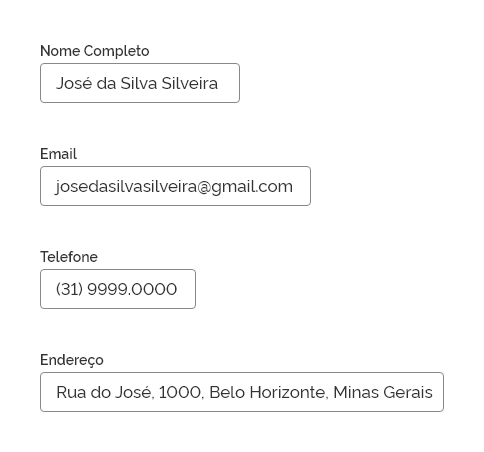 Nome Completo
José da Silva Silveira
Email
josedasilvasilveira@gmail.com
Telefone
(31) 9999.0000
Endereço
Rua do José, 1000, Belo Horizonte, Minas Gerais